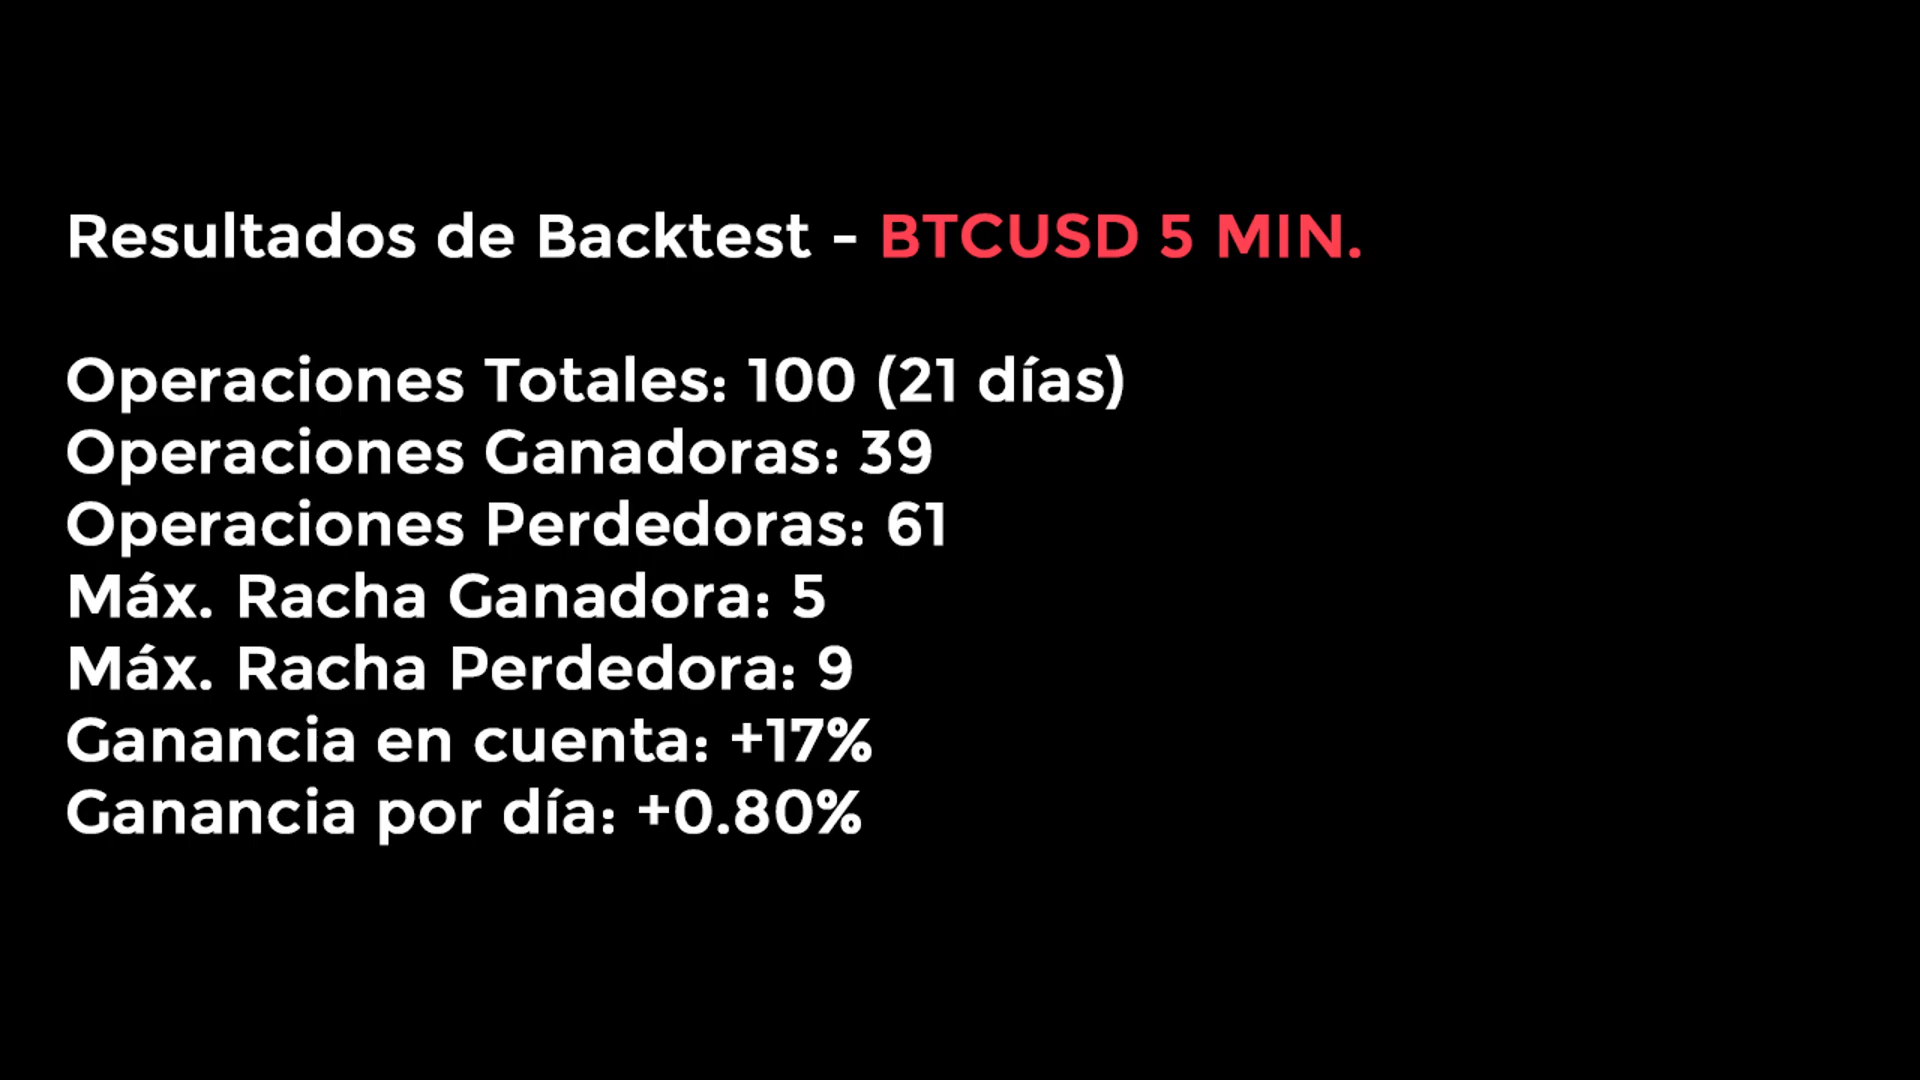 Resultados de Backtest - BTCUSD 5 MIN.
Operaciones Totales: 100 (21 días)
Operaciones Ganadoras: 39
Operaciones Perdedoras: 61
Máx. Racha Ganadora: 5
Máx. Racha Perdedora: 9
Ganancia en cuenta: +17%
Ganancia por día: +0.80%